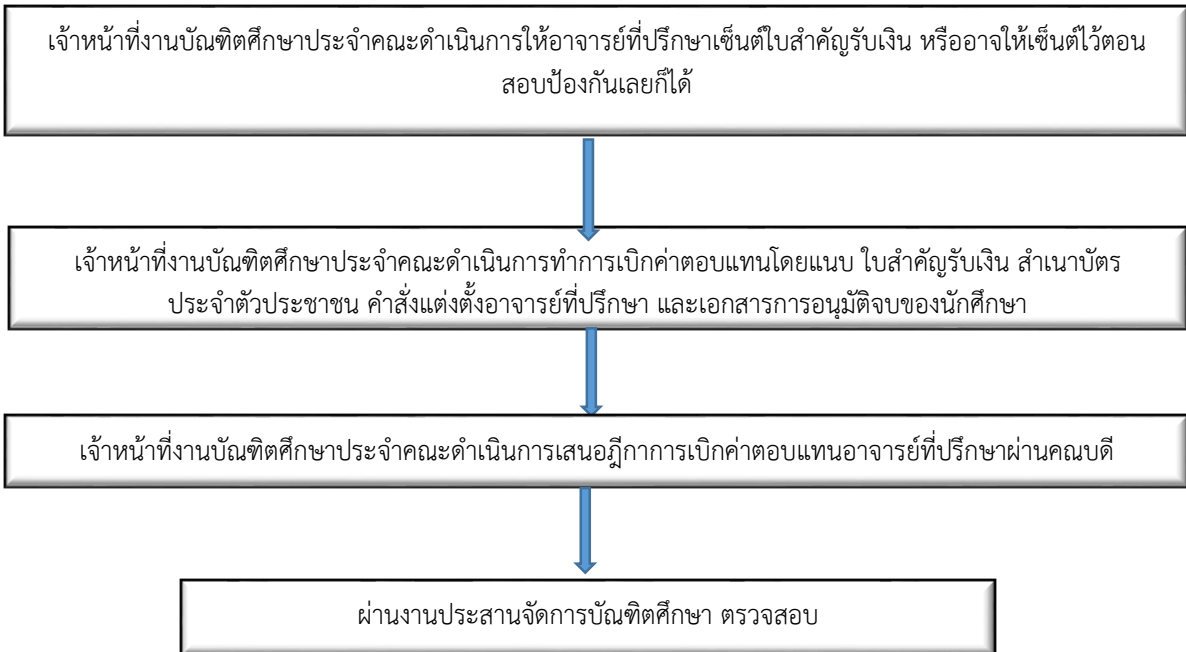 เจ้าหน้าที่งานบัณฑิตศึกษาประจำคณะดำเนินการให้อาจารย์ที่ปรึกษาเซ็นต์ใบสำคัญรับเงิน หรืออาจให้เซ็นต์ไว้ตอน
สอบป้องกันเลยก็ได้
เจ้าหน้าที่งานบัณฑิตศึกษาประจำคณะดำเนินการทำการเบิกค่าตอบแทนโดยแนบ ใบสำคัญรับเงิน สำเนาบัตร
ประจำตัวประชาชน คำสั่งแต่งตั้งอาจารย์ที่ปรึกษา และเอกสารการอนุมัติจบของนักศึกษา
เจ้าหน้าที่งานบัณฑิตศึกษาประจำคณะดำเนินการเสนอฎีกาการเบิกค่าตอบแทนอาจารย์ที่ปรึกษาผ่านคณบดี
ผ่านงานประสานจัดการบัณฑิตศึกษา ตรวจสอบ